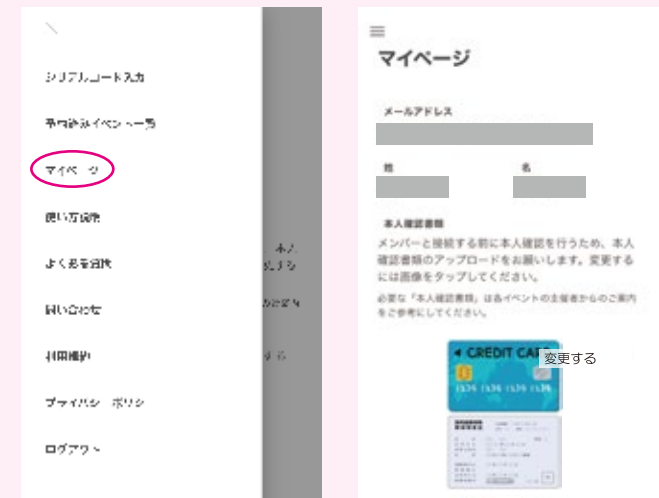 シリアルコード入力
予約済みイベント一覧
マイページ
使い方説明
よくある質問
問い合わせ
利用規約
プライバシーポリシー
ログアウト
マイページ
メールアドレス
姓 名
本人確認書類
メンバーと接続する前に本人確認を行うため、本人
確認書類のアップロードをお願いします。変更する
には画像をタップしてください。
必要な「本人確認書類」は各イベントの主催者からのご案内
をご参考にしてください。
CREDIT CAR
変更する